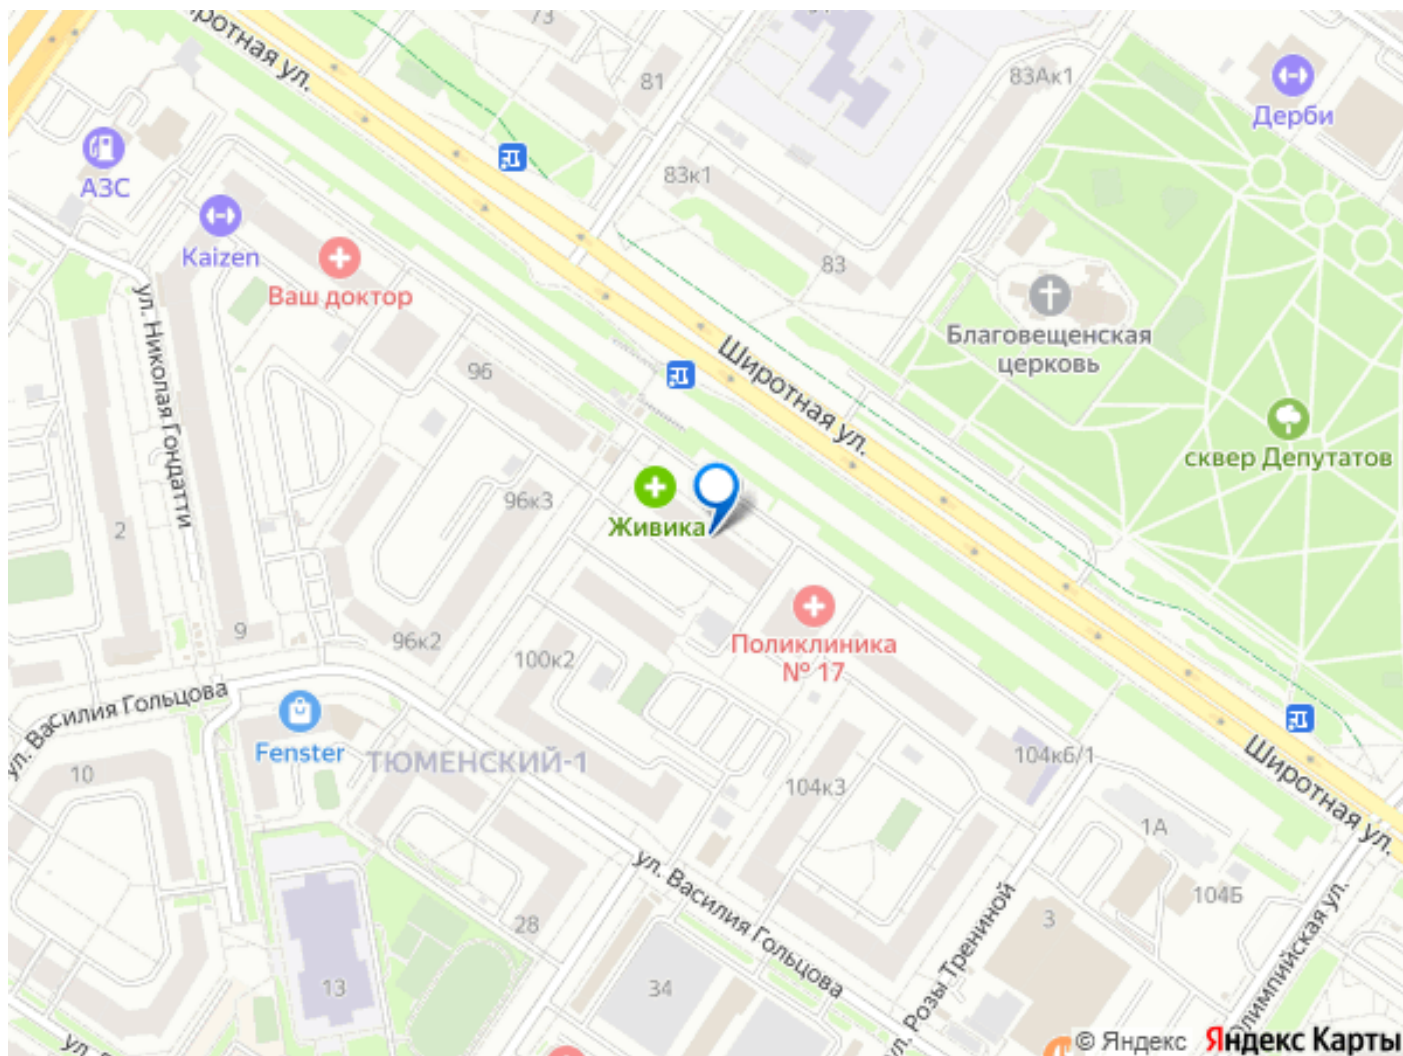 73
Широтная ул.
81
83Ак1
Дерби
АЗС
83к1
Kaizen
Ваш доктор
83
Благовещенская
церковь
ул. Николая Гондатти
96
Широтная ул.
сквер Депутатов
96к3
Живика
2
9
96к2
100к2
Поликлиника
№ 17
ул. Василия Гольцова
Fenster
ТЮМЕНСКИЙ-1
10
104к3
104к6/1
Широтная ул.
1А
104Б
28
ул. Василия Гольцова
3
13
34
ул. Розы Трениной
Олимпийская ул.
© Яндекс Яндекс Карты